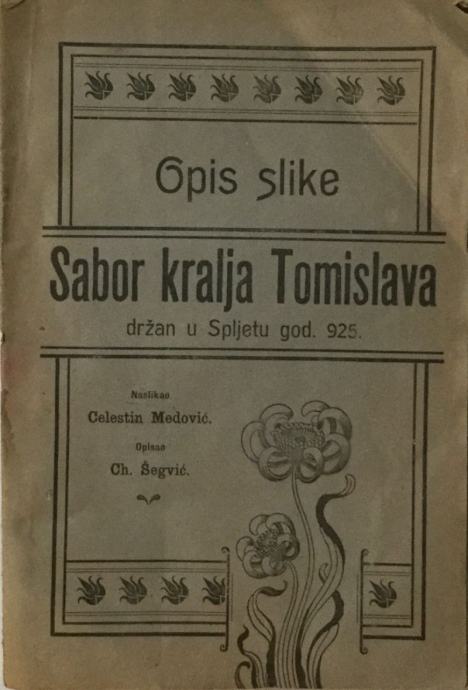 Opis slike
Sabor kralja Tomislava
držan u Spljetu god. 925.
Naslikao
Celestin Medović.
Opisao
Ch. Šegvić.